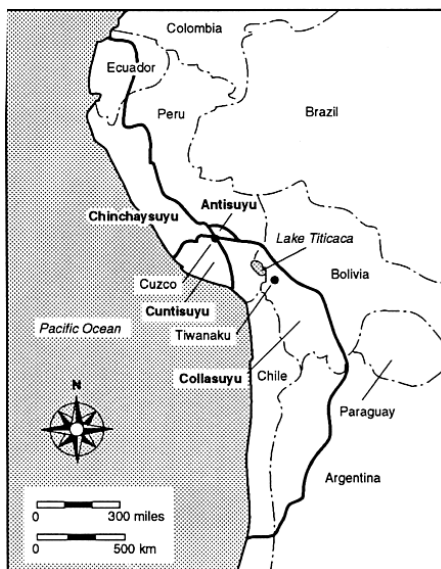 Colombia
Ecuador
Peru
Brazil
Antisuyu
Chinchaysuyu
Lake Titicaca
Cuzco
Bolivia
Cuntisuyu
Pacific Ocean
Tiwanaku
Collasuyu
Chile
N
Paraguay
Argentina
0 300 miles
0 500 km